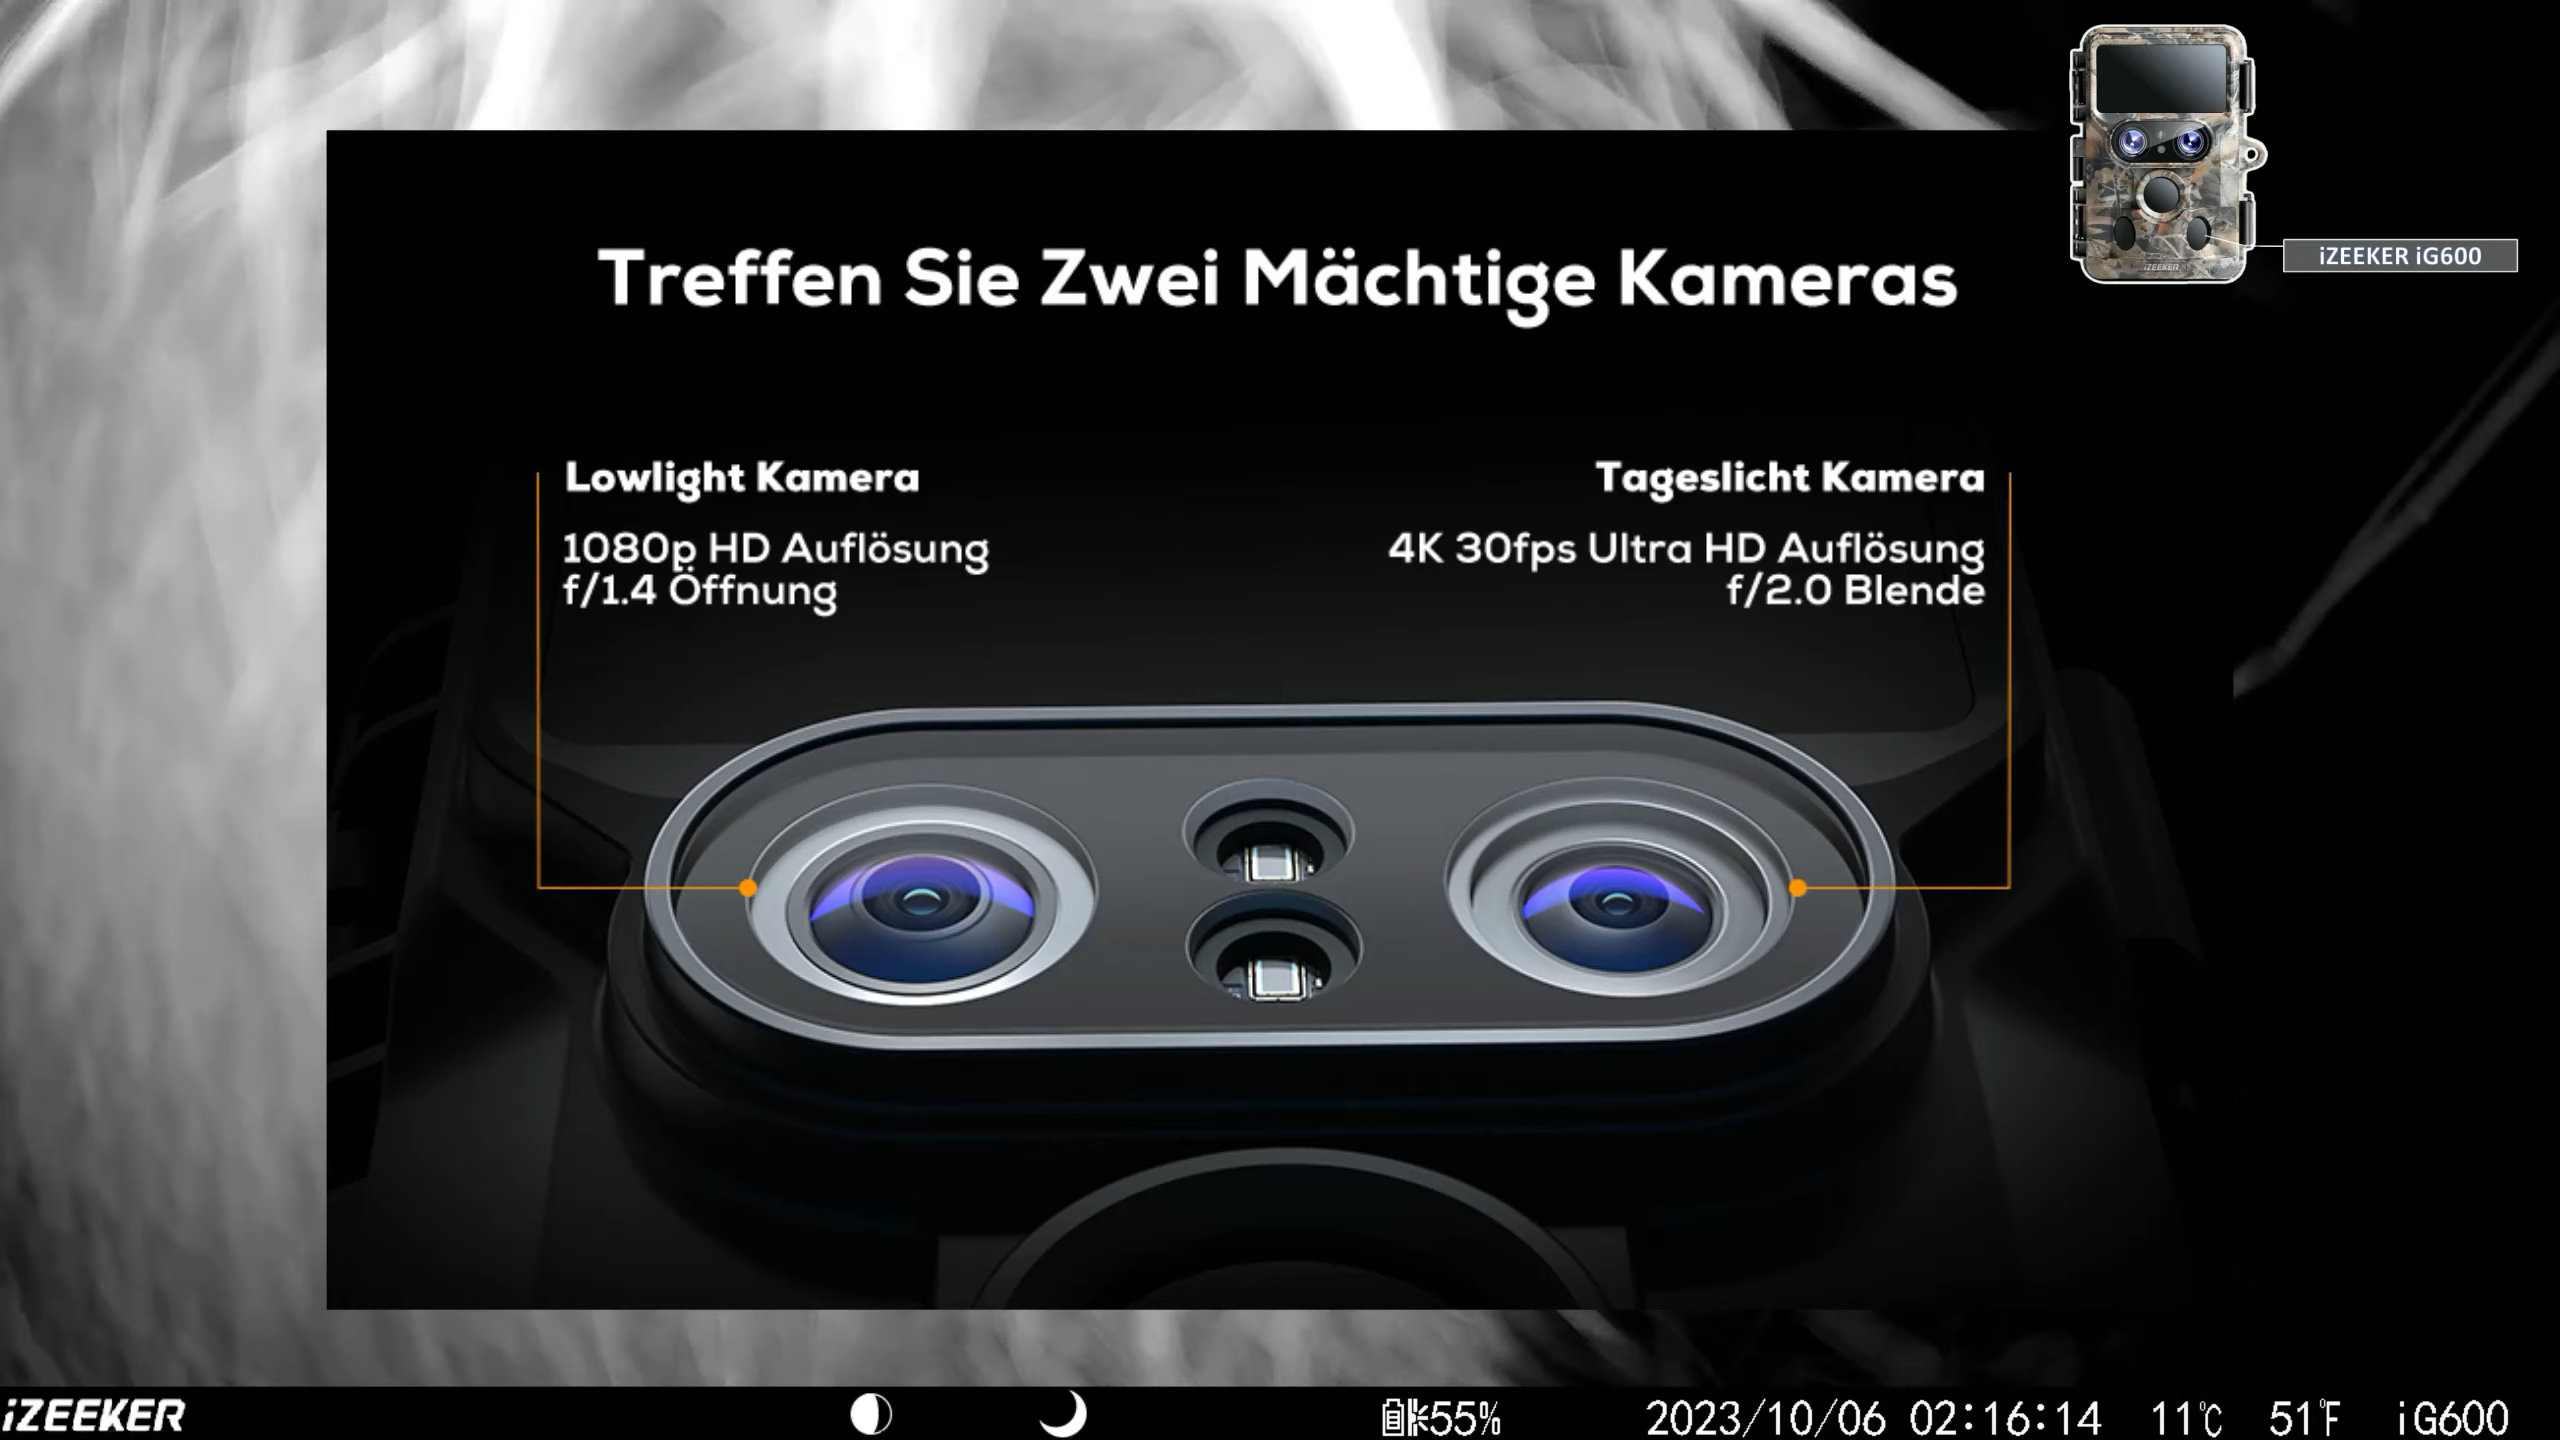 iZEEKER iG600
Treffen Sie Zwei Mächtige Kameras
Lowlight Kamera
1080p HD Auflösung
f/1.4 Öffnung
Tageslicht Kamera
4K 30fps Ultra HD Auflösung
f/2.0 Blende
iZEEKER
iZEEKER 55% 2023/10/06 02:16:14 11℃ 51℉ iG600